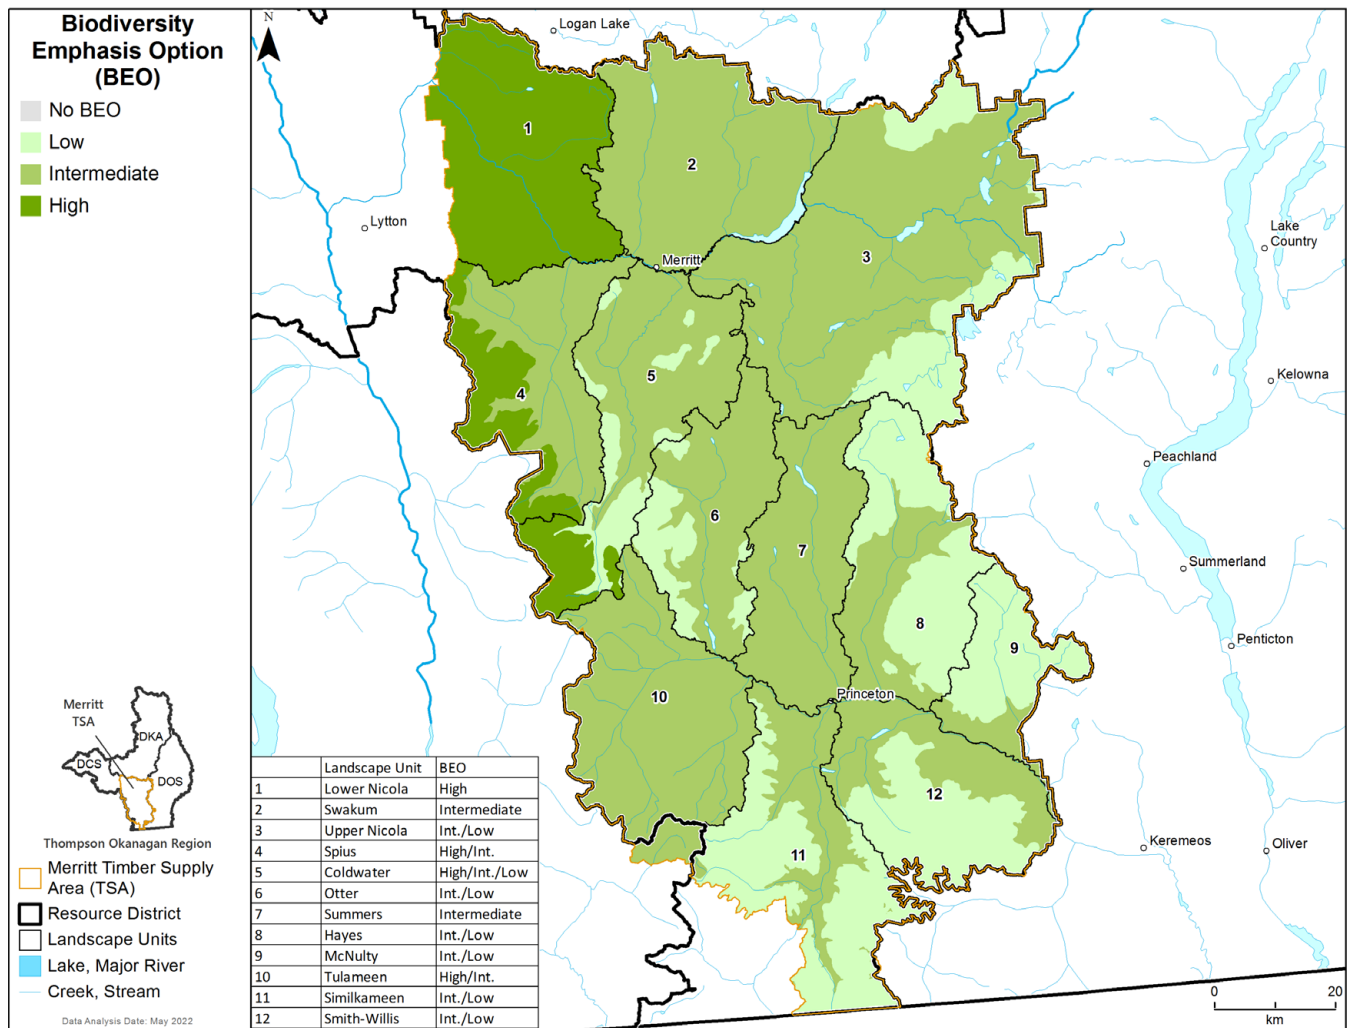 Biodiversity
Emphasis Option
(BEO)
No BEO
Low
Intermediate
High
N
Logan Lake
Lytton
Merritt
Lake
Country
Kelowna
Peachland
Summerland
Penticton
Princeton
Keremeos
Oliver
1
2
3
4
5
6
7
8
9
10
11
12
Landscape Unit BEO
1 Lower Nicola High
2 Swakum Intermediate
3 Upper Nicola Int./Low
4 Spius High/Int.
5 Coldwater High/Int./Low
6 Otter Int./Low
7 Summers Intermediate
8 Hayes Int./Low
9 McNulty Int./Low
10 Tulameen High/Int.
11 Similkameen Int./Low
12 Smith-Willis Int./Low
Merritt
TSA
DKA
DCS
DOS
Thompson Okanagan Region
Merritt Timber Supply
Area (TSA)
Resource District
Landscape Units
Lake, Major River
Creek, Stream
Data Analysis Date: May 2022
0 10 20
km